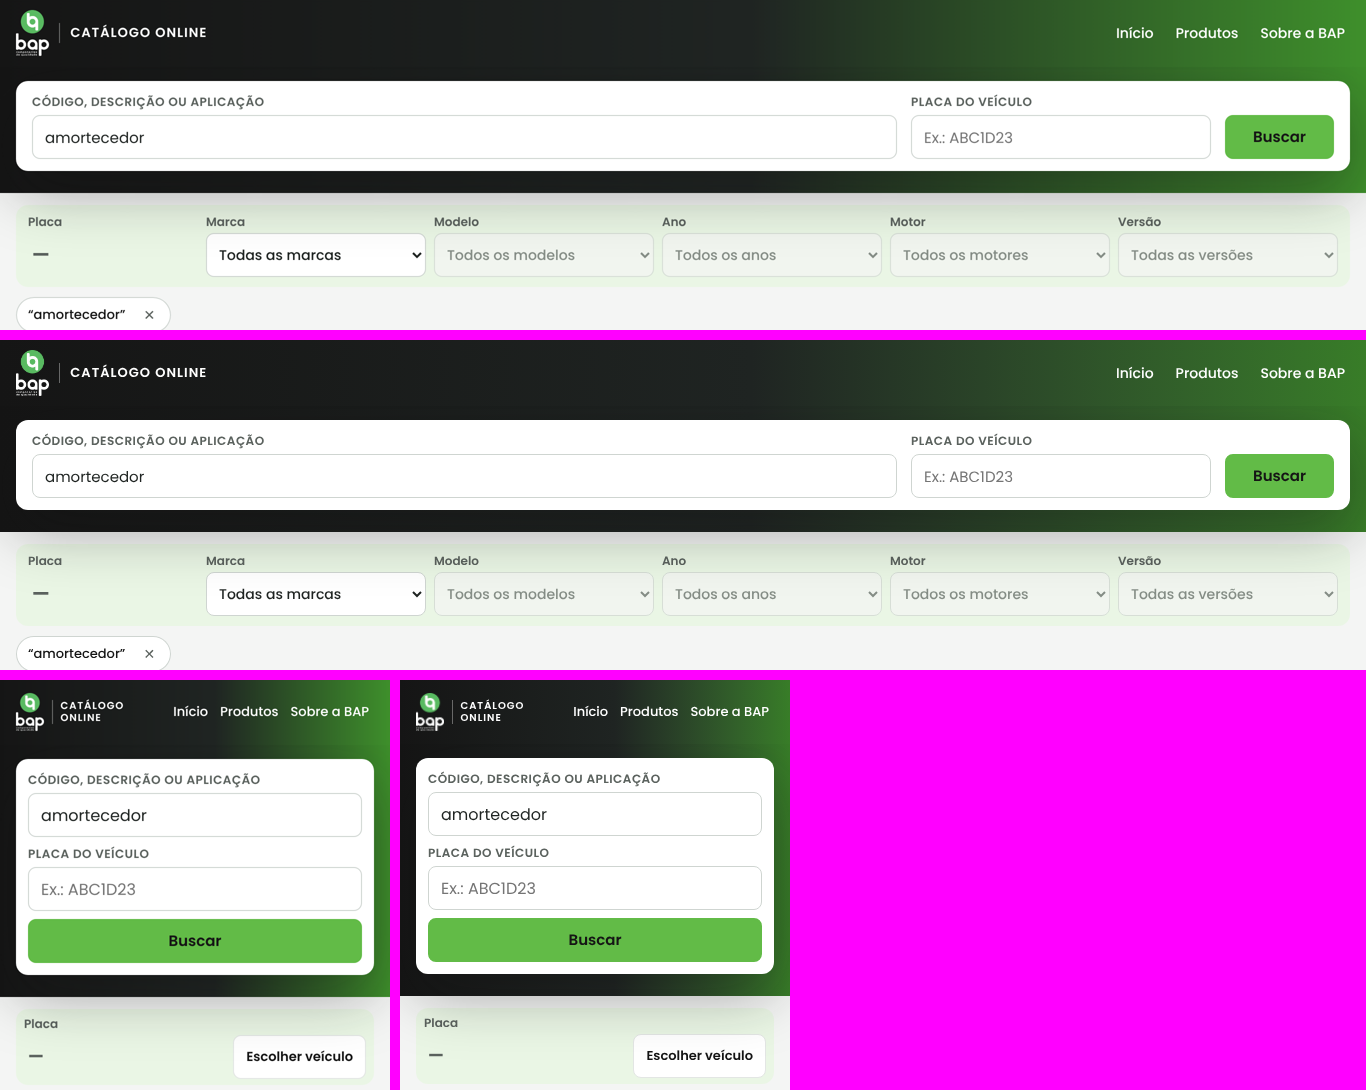 bap
CATÁLOGO ONLINE
Início Produtos Sobre a BAP
CÓDIGO, DESCRIÇÃO OU APLICAÇÃO PLACA DO VEÍCULO
amortecedor Ex.: ABC1D23 Buscar
Placa Marca Modelo Ano Motor Versão
— Todas as marcas Todos os modelos Todos os anos Todos os motores Todas as versões
“amortecedor” ×
bap
CATÁLOGO ONLINE
Início Produtos Sobre a BAP
CÓDIGO, DESCRIÇÃO OU APLICAÇÃO PLACA DO VEÍCULO
amortecedor Ex.: ABC1D23 Buscar
Placa Marca Modelo Ano Motor Versão
— Todas as marcas Todos os modelos Todos os anos Todos os motores Todas as versões
“amortecedor” ×
bap
CATÁLOGO
ONLINE
Início Produtos Sobre a BAP
CÓDIGO, DESCRIÇÃO OU APLICAÇÃO
amortecedor
PLACA DO VEÍCULO
Ex.: ABC1D23
Buscar
Placa
— Escolher veículo
bap
CATÁLOGO
ONLINE
Início Produtos Sobre a BAP
CÓDIGO, DESCRIÇÃO OU APLICAÇÃO
amortecedor
PLACA DO VEÍCULO
Ex.: ABC1D23
Buscar
Placa
— Escolher veículo